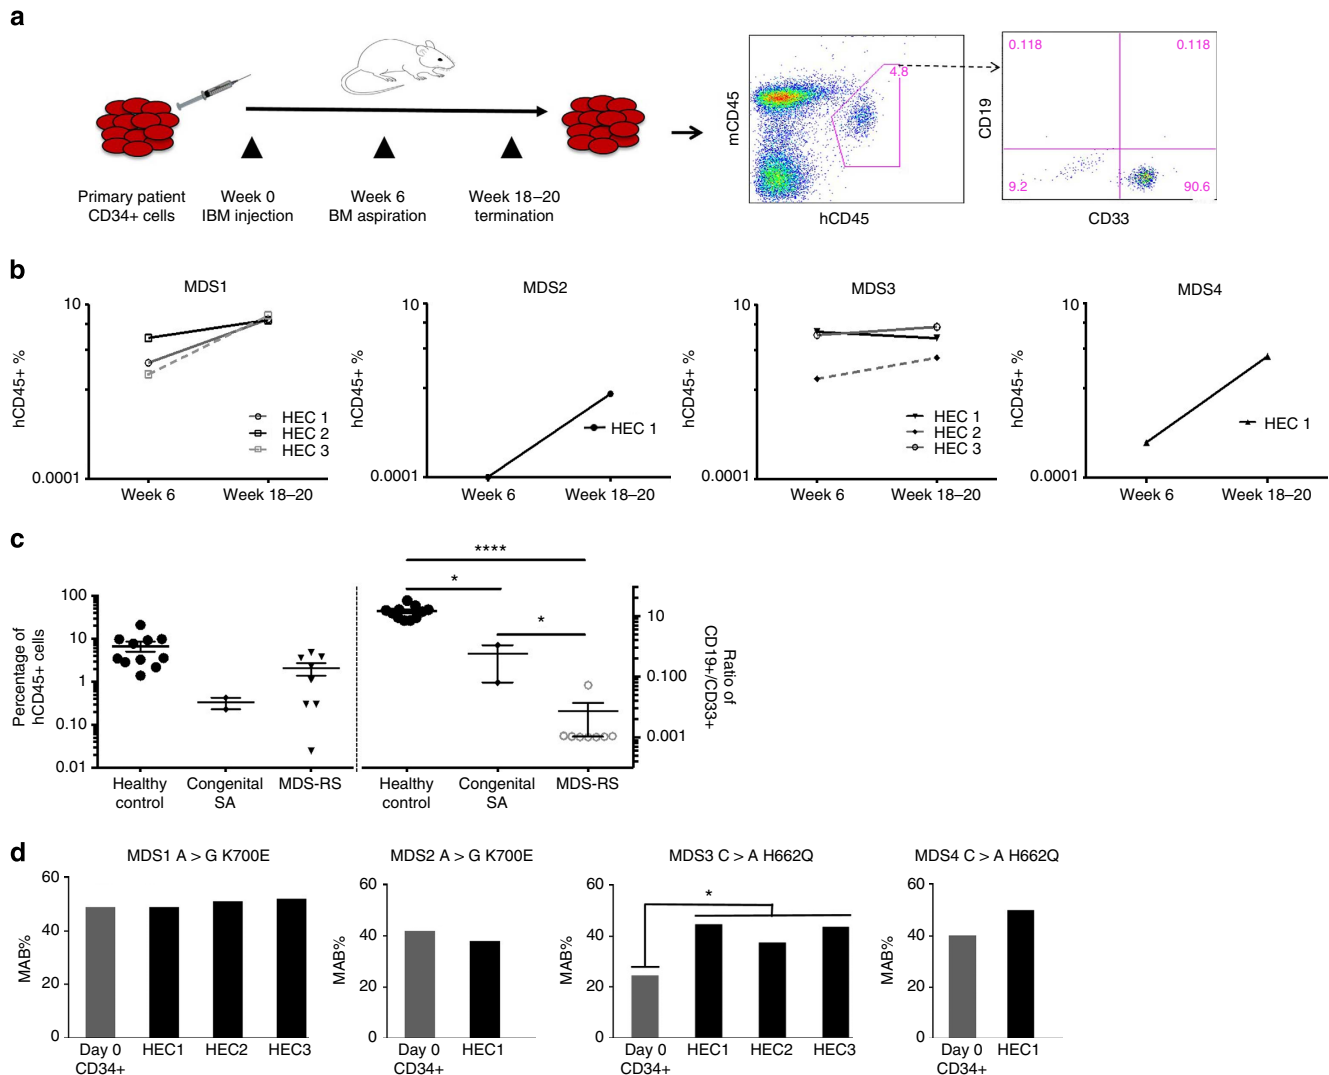 a
Primary patient
CD34+ cells
Week 0
IBM injection
Week 6
BM aspiration
Week 18–20
termination
mCD45
hCD45
4.8
CD19
CD33
0.118
0.118
9.2
90.6
b
MDS1
hCD45+ %
10
0.0001
Week 6
Week 18–20
HEC 1
HEC 2
HEC 3
MDS2
hCD45+ %
10
0.0001
Week 6
Week 18–20
HEC 1
MDS3
hCD45+ %
10
0.0001
Week 6
Week 18–20
HEC 1
HEC 2
HEC 3
MDS4
hCD45+ %
10
0.0001
Week 6
Week 18–20
HEC 1
c
Percentage of
hCD45+ cells
100
10
1
0.10
0.01
Healthy
control
Congenital
SA
MDS-RS
****
*
*
Healthy
control
Congenital
SA
MDS-RS
10
0.100
0.001
Ratio of
CD19+/CD33+
d
MDS1 A > G K700E
MAB%
60
40
20
0
Day 0
CD34+
HEC1
HEC2
HEC3
MDS2 A > G K700E
MAB%
60
40
20
0
Day 0
CD34+
HEC1
MDS3 C > A H662Q
*
MAB%
60
40
20
0
Day 0
CD34+
HEC1
HEC2
HEC3
MDS4 C > A H662Q
MAB%
60
40
20
0
Day 0
CD34+
HEC1